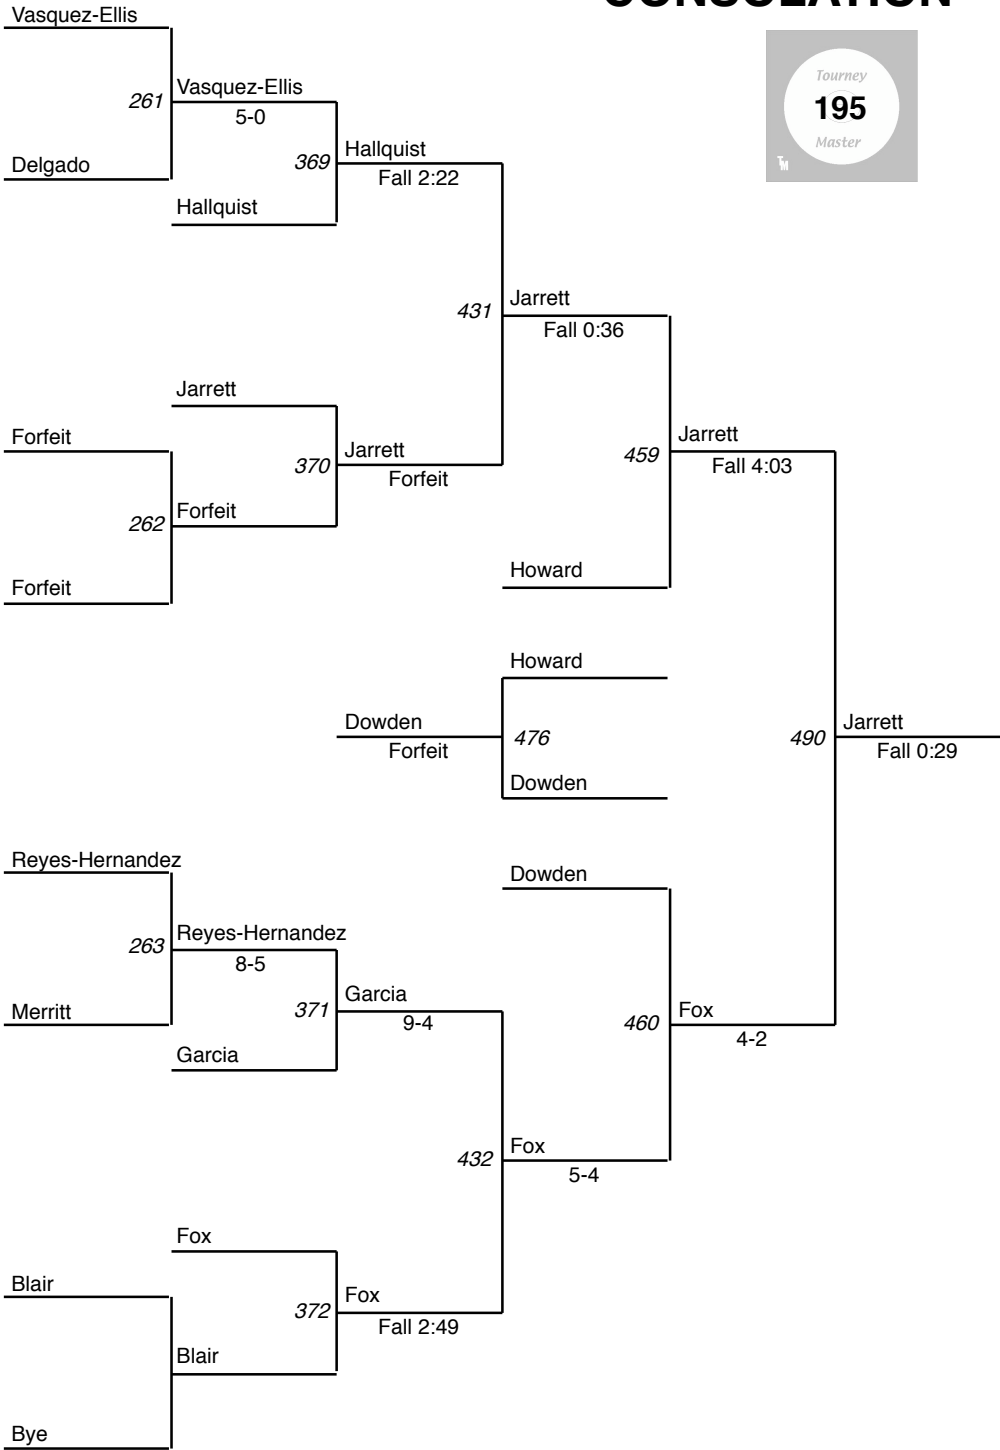 CONSOLATION
Vasquez-Ellis
Tourney
195
Master
TM
261
Vasquez-Ellis
5-0
Delgado
369
Hallquist
Fall 2:22
Hallquist
431
Jarrett
Fall 0:36
Jarrett
Forfeit
370
Jarrett
Forfeit
459
Jarrett
Fall 4:03
262
Forfeit
Forfeit
Howard
Howard
Dowden
Forfeit
476
490
Jarrett
Fall 0:29
Dowden
Reyes-Hernandez
Dowden
263
Reyes-Hernandez
8-5
Merritt
371
Garcia
9-4
460
Fox
4-2
Garcia
432
Fox
5-4
Fox
Blair
372
Fox
Fall 2:49
Blair
Bye